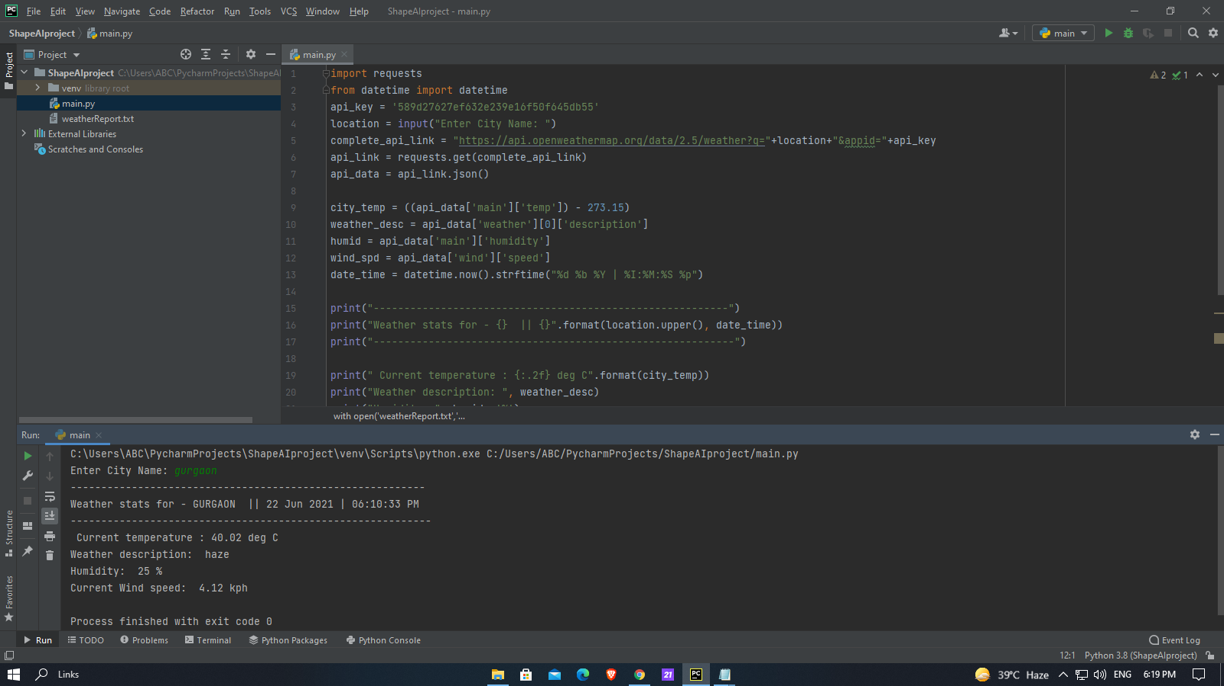 File Edit View Navigate Code Refactor Run Tools VCS Window Help ShapeAIproject - main.py
ShapeAIproject main.py
main
Project
Project
main.py
ShapeAIproject C:\Users\ABC\PycharmProjects\ShapeAI
venv library root
main.py
weatherReport.txt
External Libraries
Scratches and Consoles
2 1
1 import requests
2 from datetime import datetime
3 api_key = '589d27627ef632e239e16f50f645db55'
4 location = input("Enter City Name: ")
5 complete_api_link = "https://api.openweathermap.org/data/2.5/weather?q="+location+"&appid="+api_key
6 api_link = requests.get(complete_api_link)
7 api_data = api_link.json()
8
9 city_temp = ((api_data['main']['temp']) - 273.15)
10 weather_desc = api_data['weather'][0]['description']
11 humid = api_data['main']['humidity']
12 wind_spd = api_data['wind']['speed']
13 date_time = datetime.now().strftime("%d %b %Y | %I:%M:%S %p")
14
15 print("----------------------------------------------------------")
16 print("Weather stats for - {}  || {}".format(location.upper(), date_time))
17 print("-----------------------------------------------------------")
18
19 print(" Current temperature : {:.2f} deg C".format(city_temp))
20 print("Weather description: ", weather_desc)
with open('weatherReport.txt','...
Run: main
C:\Users\ABC\PycharmProjects\ShapeAIproject\venv\Scripts\python.exe C:/Users/ABC/PycharmProjects/ShapeAIproject/main.py
Enter City Name: gurgaon
----------------------------------------------------------
Weather stats for - GURGAON  || 22 Jun 2021 | 06:10:33 PM
-----------------------------------------------------------
 Current temperature : 40.02 deg C
Weather description:  haze
Humidity:  25 %
Current Wind speed:  4.12 kph
Process finished with exit code 0
Structure
Favorites
Run TODO Problems Terminal Python Packages Python Console Event Log
12:1 Python 3.8 (ShapeAIproject)
Links 21 39°C Haze ENG 6:19 PM